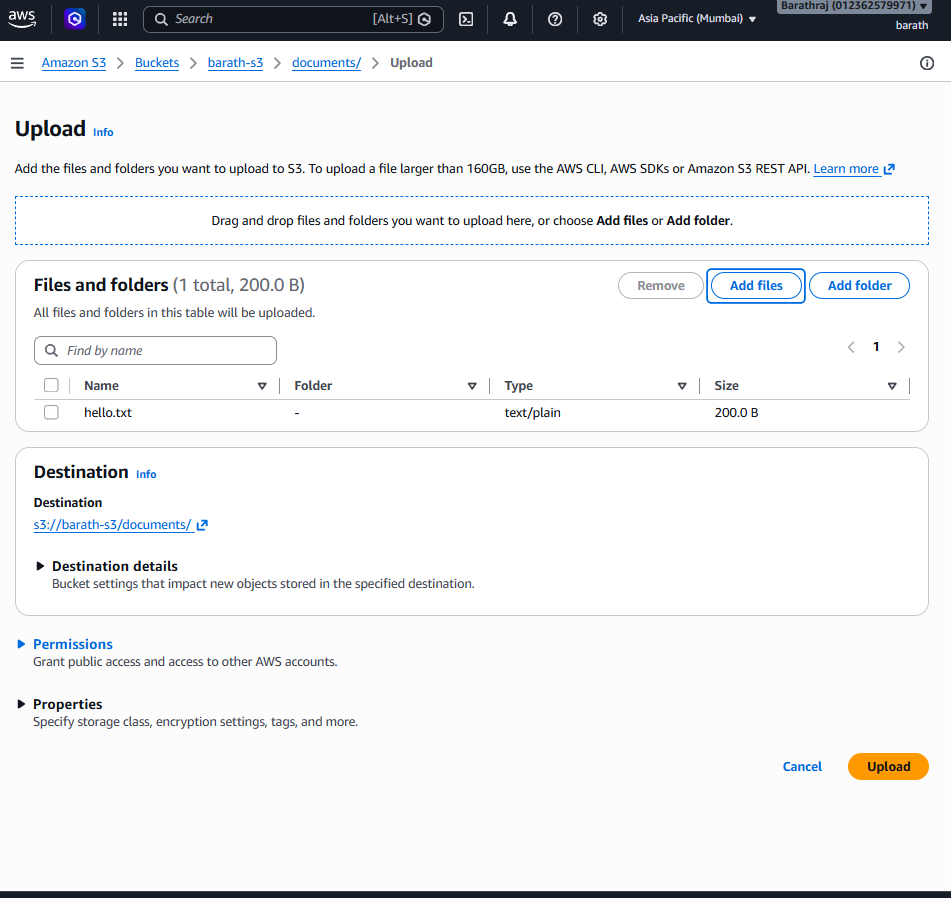 aws
Search [Alt+S]
Asia Pacific (Mumbai)
Barathraj (012362579971)
barath
Amazon S3 Buckets barath-s3 documents/ Upload
Upload Info
Add the files and folders you want to upload to S3. To upload a file larger than 160GB, use the AWS CLI, AWS SDKs or Amazon S3 REST API. Learn more
Drag and drop files and folders you want to upload here, or choose Add files or Add folder.
Files and folders (1 total, 200.0 B)
Remove Add files Add folder
All files and folders in this table will be uploaded.
Find by name
1
Name Folder Type Size
hello.txt - text/plain 200.0 B
Destination Info
Destination
s3://barath-s3/documents/
Destination details
Bucket settings that impact new objects stored in the specified destination.
Permissions
Grant public access and access to other AWS accounts.
Properties
Specify storage class, encryption settings, tags, and more.
Cancel Upload